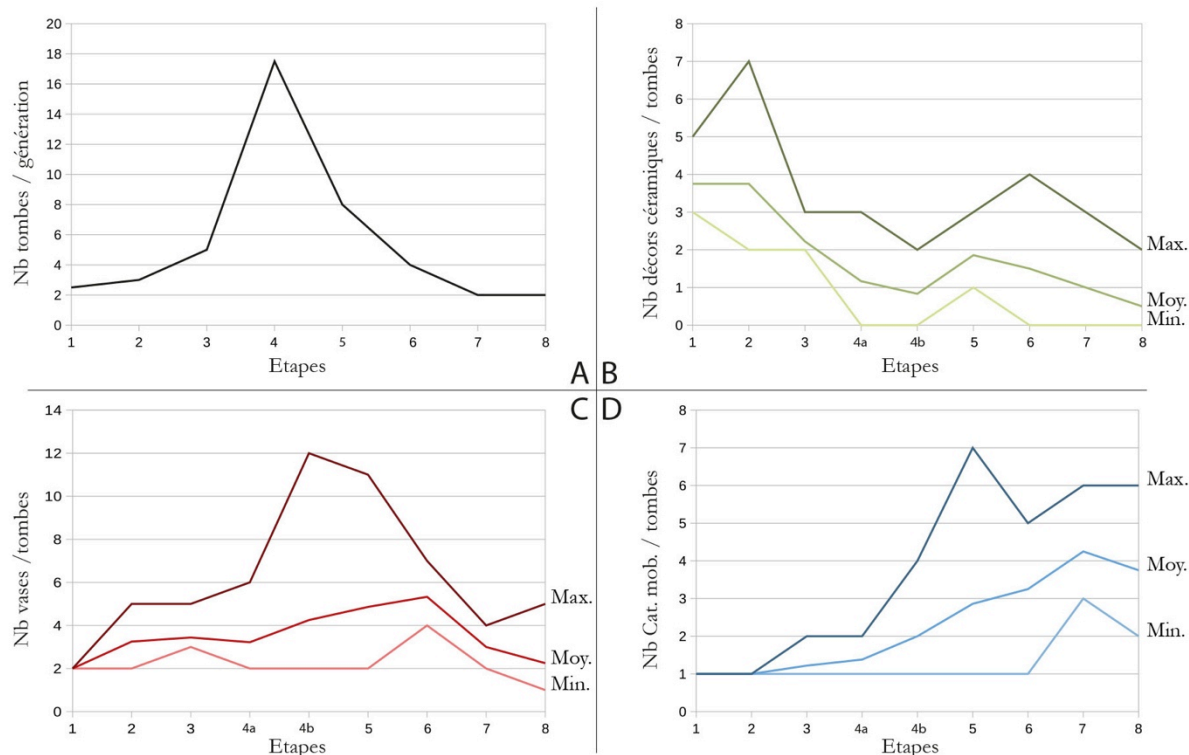 Nb tombes / génération
20
18
16
14
12
10
8
6
4
2
0
1 2 3 4 5 6 7 8
Etapes
A
Nb décors céramiques / tombes
8
7
6
5
4
3
2
1
0
Max.
Moy.
Min.
1 2 3 4a 4b 5 6 7 8
Etapes
B
Nb vases /tombes
14
12
10
8
6
4
2
0
Max.
Moy.
Min.
1 2 3 4a 4b 5 6 7 8
Etapes
C
Nb Cat. mob. / tombes
8
7
6
5
4
3
2
1
0
Max.
Moy.
Min.
1 2 3 4a 4b 5 6 7 8
Etapes
D